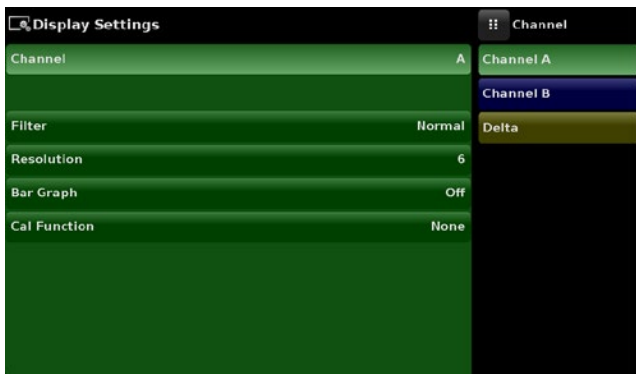 Display Settings
Channel A
Filter Normal
Resolution 6
Bar Graph Off
Cal Function None
Channel
Channel A
Channel B
Delta